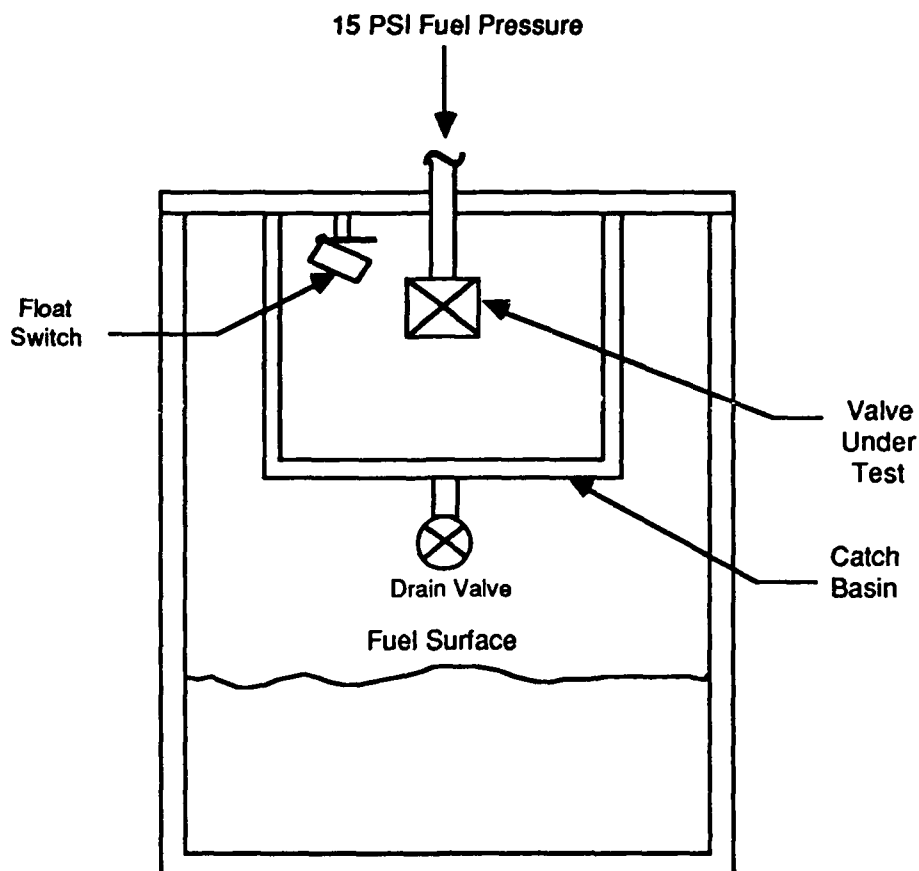 15 PSI Fuel Pressure
Float
Switch
Valve
Under
Test
Catch
Basin
Drain Valve
Fuel Surface